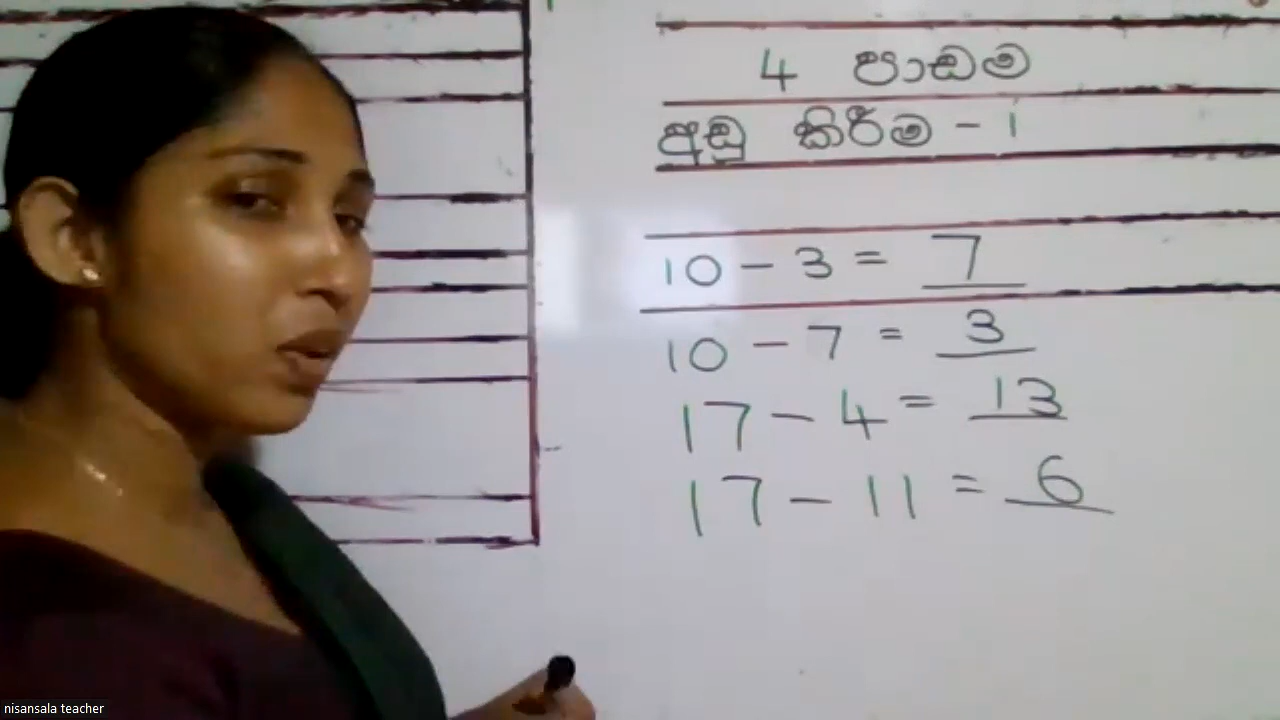 4 පාඩම
අඩු කිරීම - 1
10 - 3 = 7
10 - 7 = 3
17 - 4 = 13
17 - 11 = 6
nisansala teacher